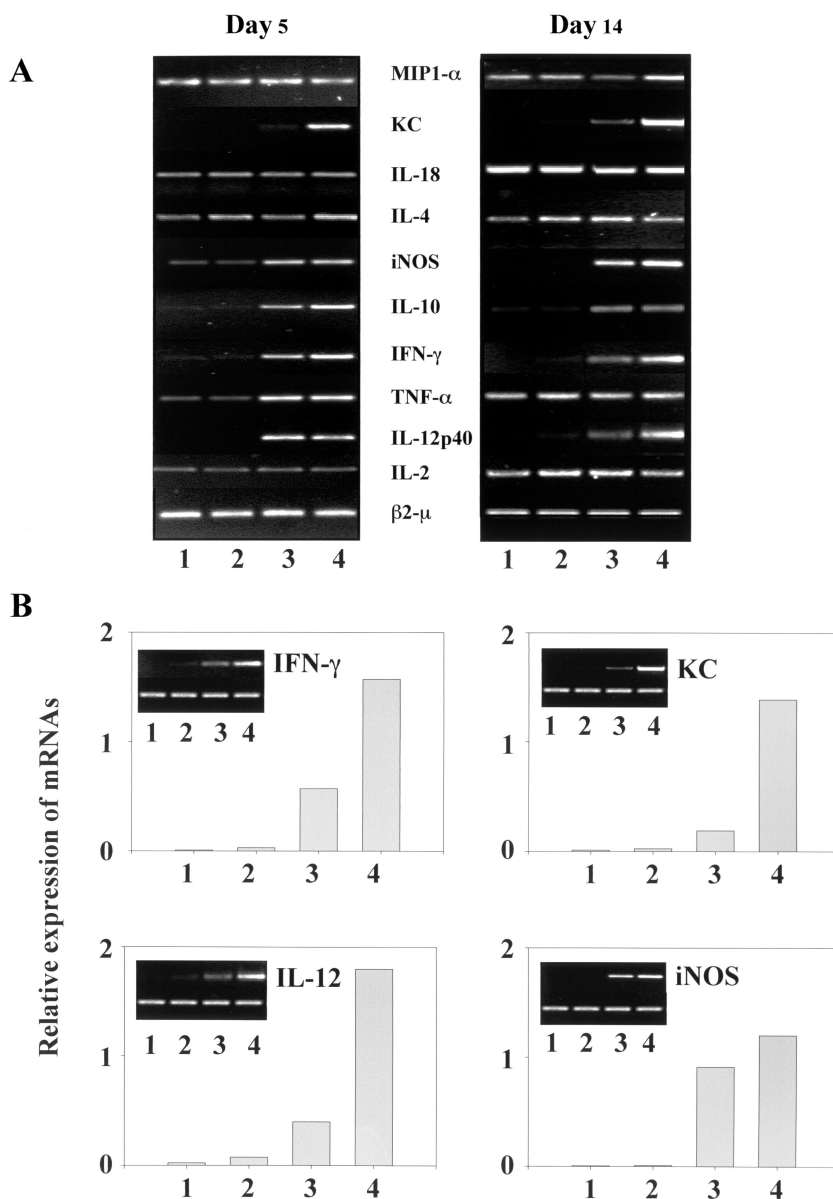 Day 5
Day 14
A
MIP1-α
KC
IL-18
IL-4
iNOS
IL-10
IFN-γ
TNF-α
IL-12p40
IL-2
β2-μ
1 2 3 4
1 2 3 4
B
Relative expression of mRNAs
2
1
0
IFN-γ
1 2 3 4
1 2 3 4
2
1
0
KC
1 2 3 4
1 2 3 4
2
1
0
IL-12
1 2 3 4
1 2 3 4
2
1
0
iNOS
1 2 3 4
1 2 3 4